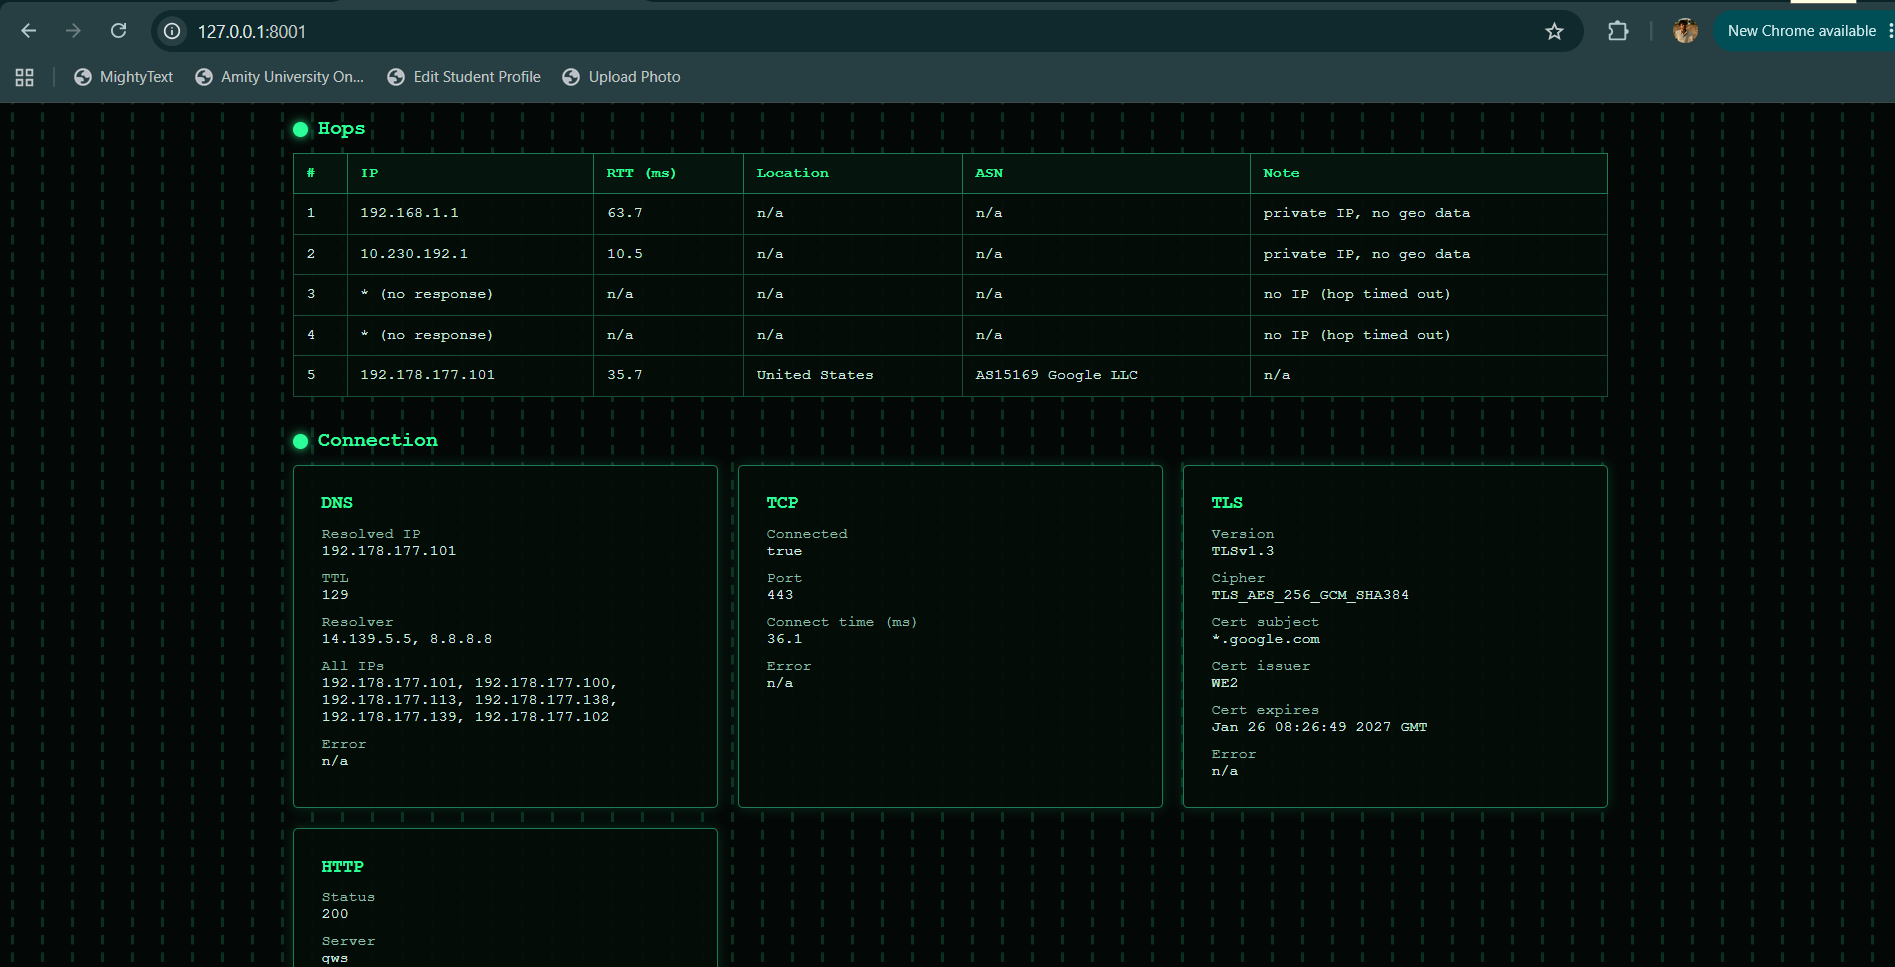 127.0.0.1:8001
New Chrome available
MightyText
Amity University On...
Edit Student Profile
Upload Photo
Hops
# IP RTT (ms) Location ASN Note
1 192.168.1.1 63.7 n/a n/a private IP, no geo data
2 10.230.192.1 10.5 n/a n/a private IP, no geo data
3 * (no response) n/a n/a n/a no IP (hop timed out)
4 * (no response) n/a n/a n/a no IP (hop timed out)
5 192.178.177.101 35.7 United States AS15169 Google LLC n/a
Connection
DNS
Resolved IP
192.178.177.101
TTL
129
Resolver
14.139.5.5, 8.8.8.8
All IPs
192.178.177.101, 192.178.177.100,
192.178.177.113, 192.178.177.138,
192.178.177.139, 192.178.177.102
Error
n/a
TCP
Connected
true
Port
443
Connect time (ms)
36.1
Error
n/a
TLS
Version
TLSv1.3
Cipher
TLS_AES_256_GCM_SHA384
Cert subject
*.google.com
Cert issuer
WE2
Cert expires
Jan 26 08:26:49 2027 GMT
Error
n/a
HTTP
Status
200
Server
gws